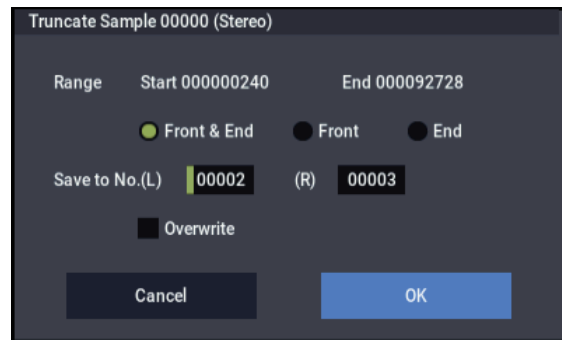 Truncate Sample 00000 (Stereo)
Range Start 000000240 End 000092728
Front & End Front End
Save to No.(L) 00002 (R) 00003
Overwrite
Cancel OK